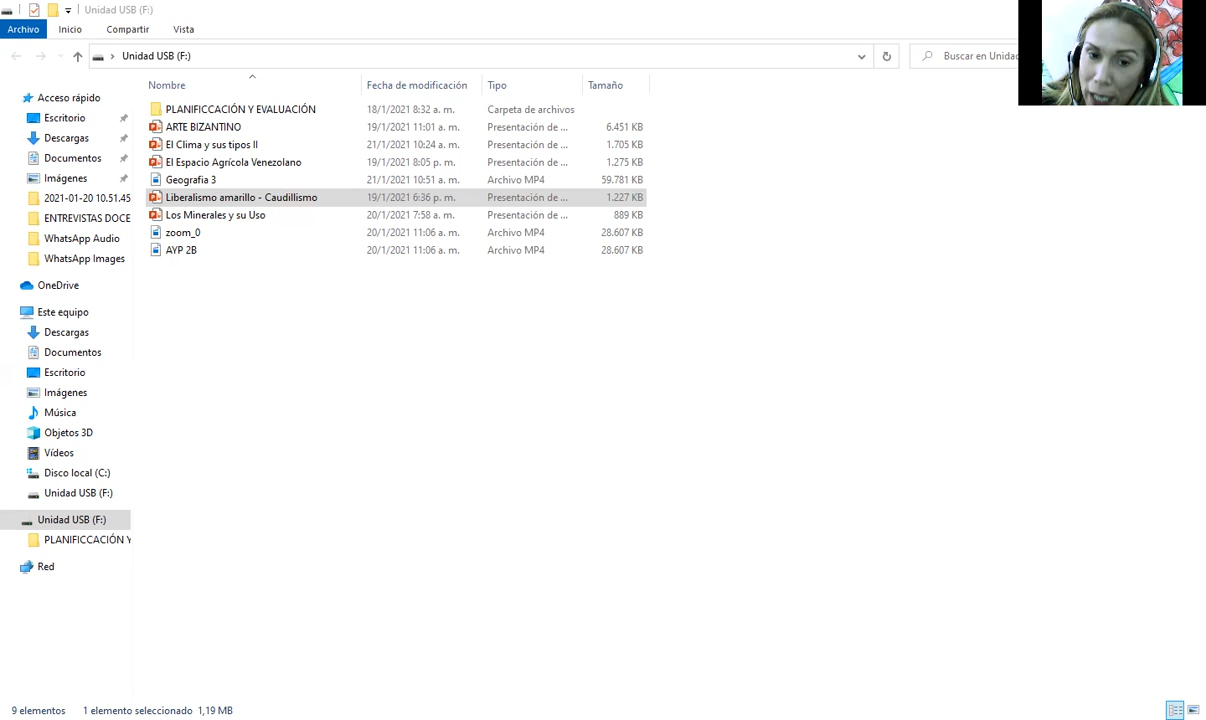 Unidad USB (F:)
Archivo Inicio Compartir Vista
Unidad USB (F:) Buscar en Unidad
Nombre Fecha de modificación Tipo Tamaño
Acceso rápido
Escritorio
Descargas
Documentos
Imágenes
2021-01-20 10.51.45
ENTREVISTAS DOCE
WhatsApp Audio
WhatsApp Images
OneDrive
Este equipo
Descargas
Documentos
Escritorio
Imágenes
Música
Objetos 3D
Vídeos
Disco local (C:)
Unidad USB (F:)
Unidad USB (F:)
PLANIFICCACIÓN Y
Red
PLANIFICCACIÓN Y EVALUACIÓN 18/1/2021 8:32 a. m. Carpeta de archivos
ARTE BIZANTINO 19/1/2021 11:01 a. m. Presentación de ... 6.451 KB
El Clima y sus tipos II 21/1/2021 10:24 a. m. Presentación de ... 1.705 KB
El Espacio Agrícola Venezolano 19/1/2021 8:05 p. m. Presentación de ... 1.275 KB
Geografia 3 21/1/2021 10:51 a. m. Archivo MP4 59.781 KB
Liberalismo amarillo - Caudillismo 19/1/2021 6:36 p. m. Presentación de ... 1.227 KB
Los Minerales y su Uso 20/1/2021 7:58 a. m. Presentación de ... 889 KB
zoom_0 20/1/2021 11:06 a. m. Archivo MP4 28.607 KB
AYP 2B 20/1/2021 11:06 a. m. Archivo MP4 28.607 KB
9 elementos 1 elemento seleccionado 1,19 MB